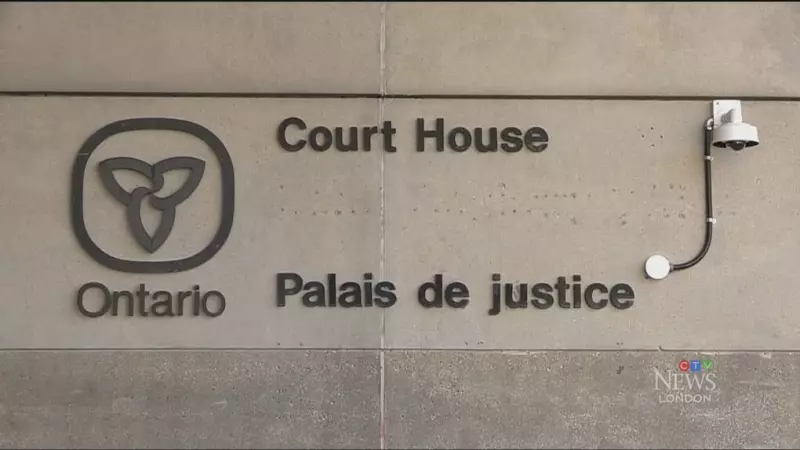 Court House
Ontario
Palais de justice
CTV
NEWS
LONDON